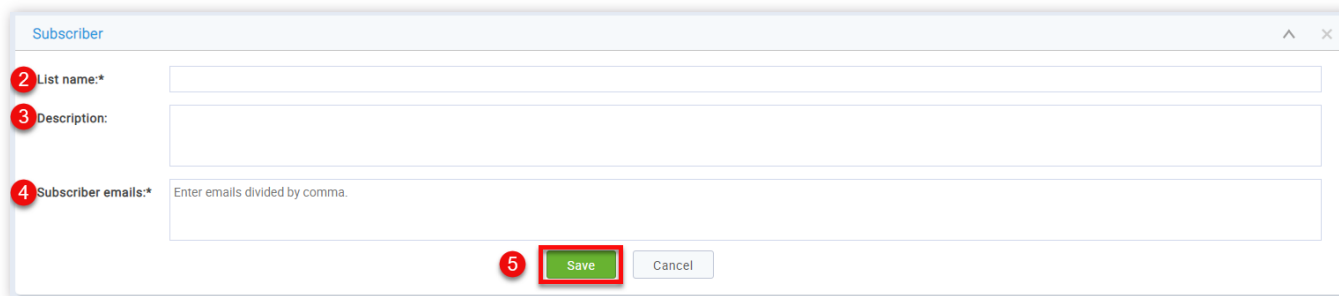 Subscriber
2 List name:*
3 Description:
4 Subscriber emails:* Enter emails divided by comma.
5 Save Cancel